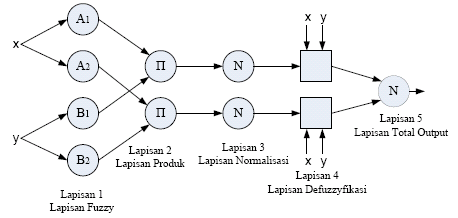 x y
A1
x
A2
Π
N
B1
Π
N
N
y
B2
x y
Lapisan 1
Lapisan Fuzzy
Lapisan 2
Lapisan Produk
Lapisan 3
Lapisan Normalisasi
Lapisan 4
Lapisan Defuzzyfikasi
Lapisan 5
Lapisan Total Output